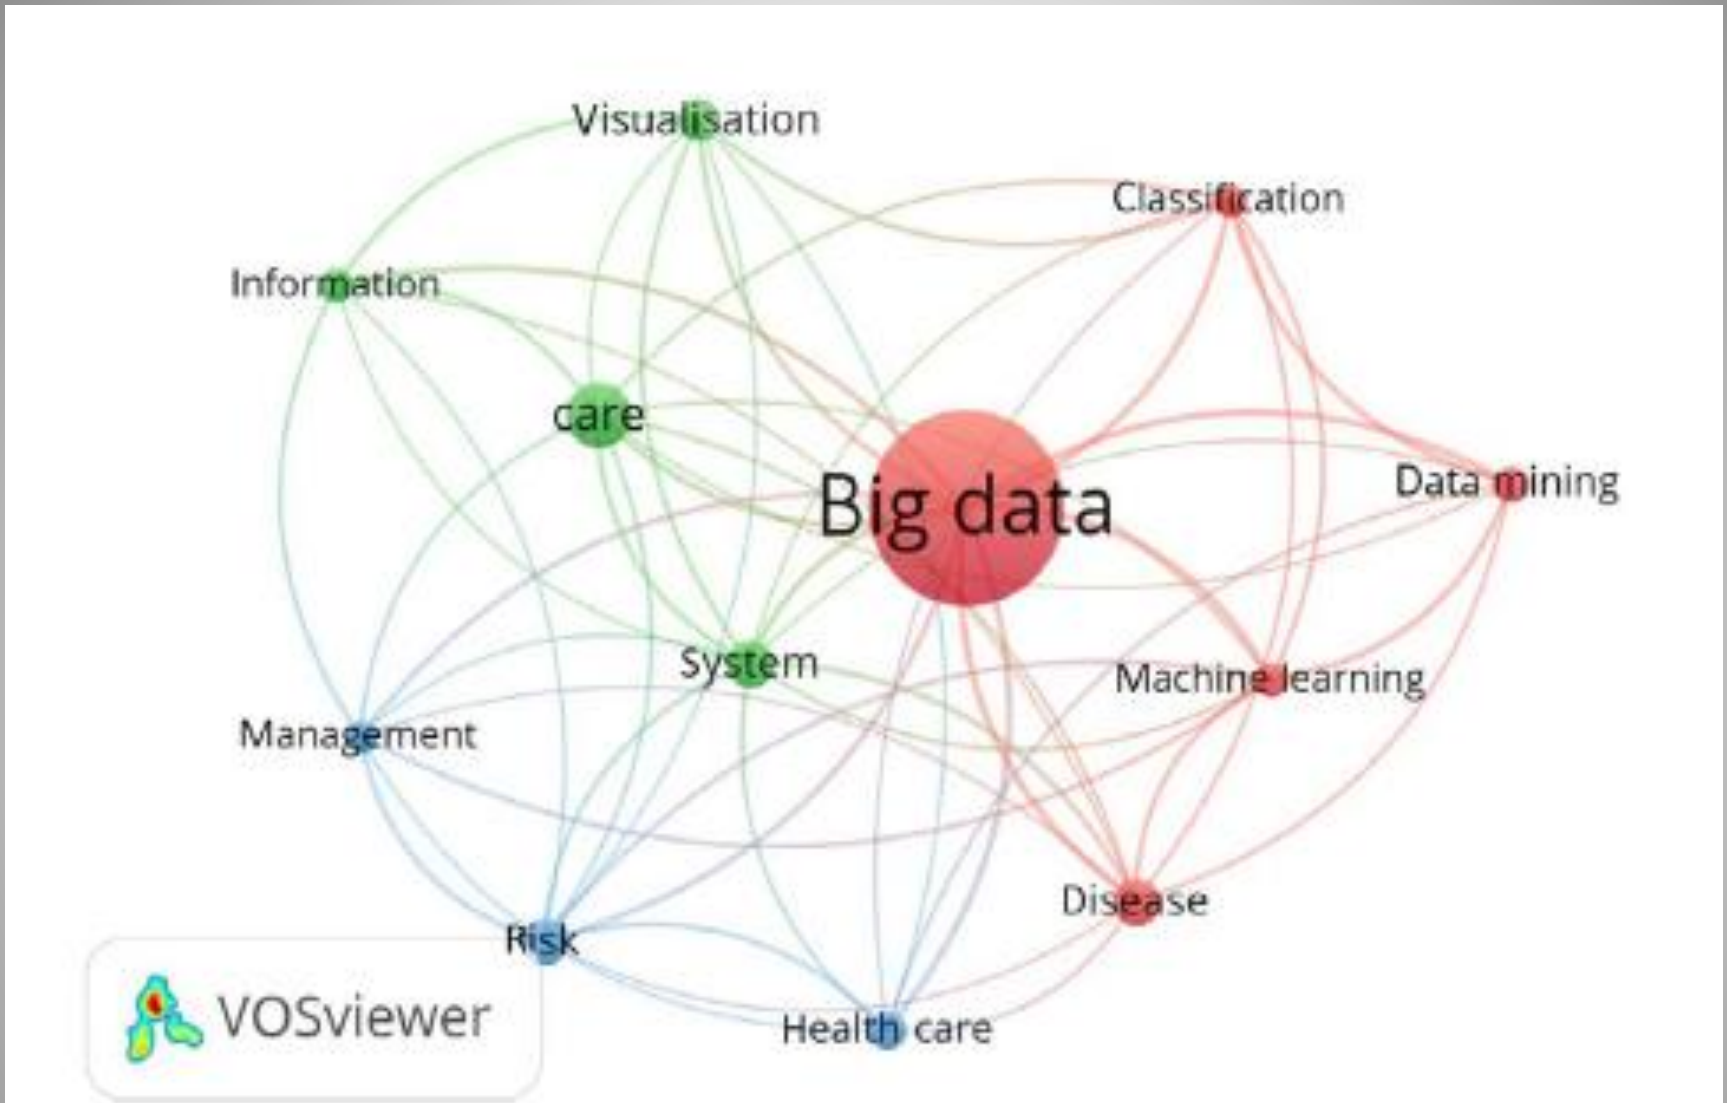 Visualisation
Classification
Information
care
Big data
Data mining
System
Machine learning
Management
Disease
Risk
VOSviewer
Health care